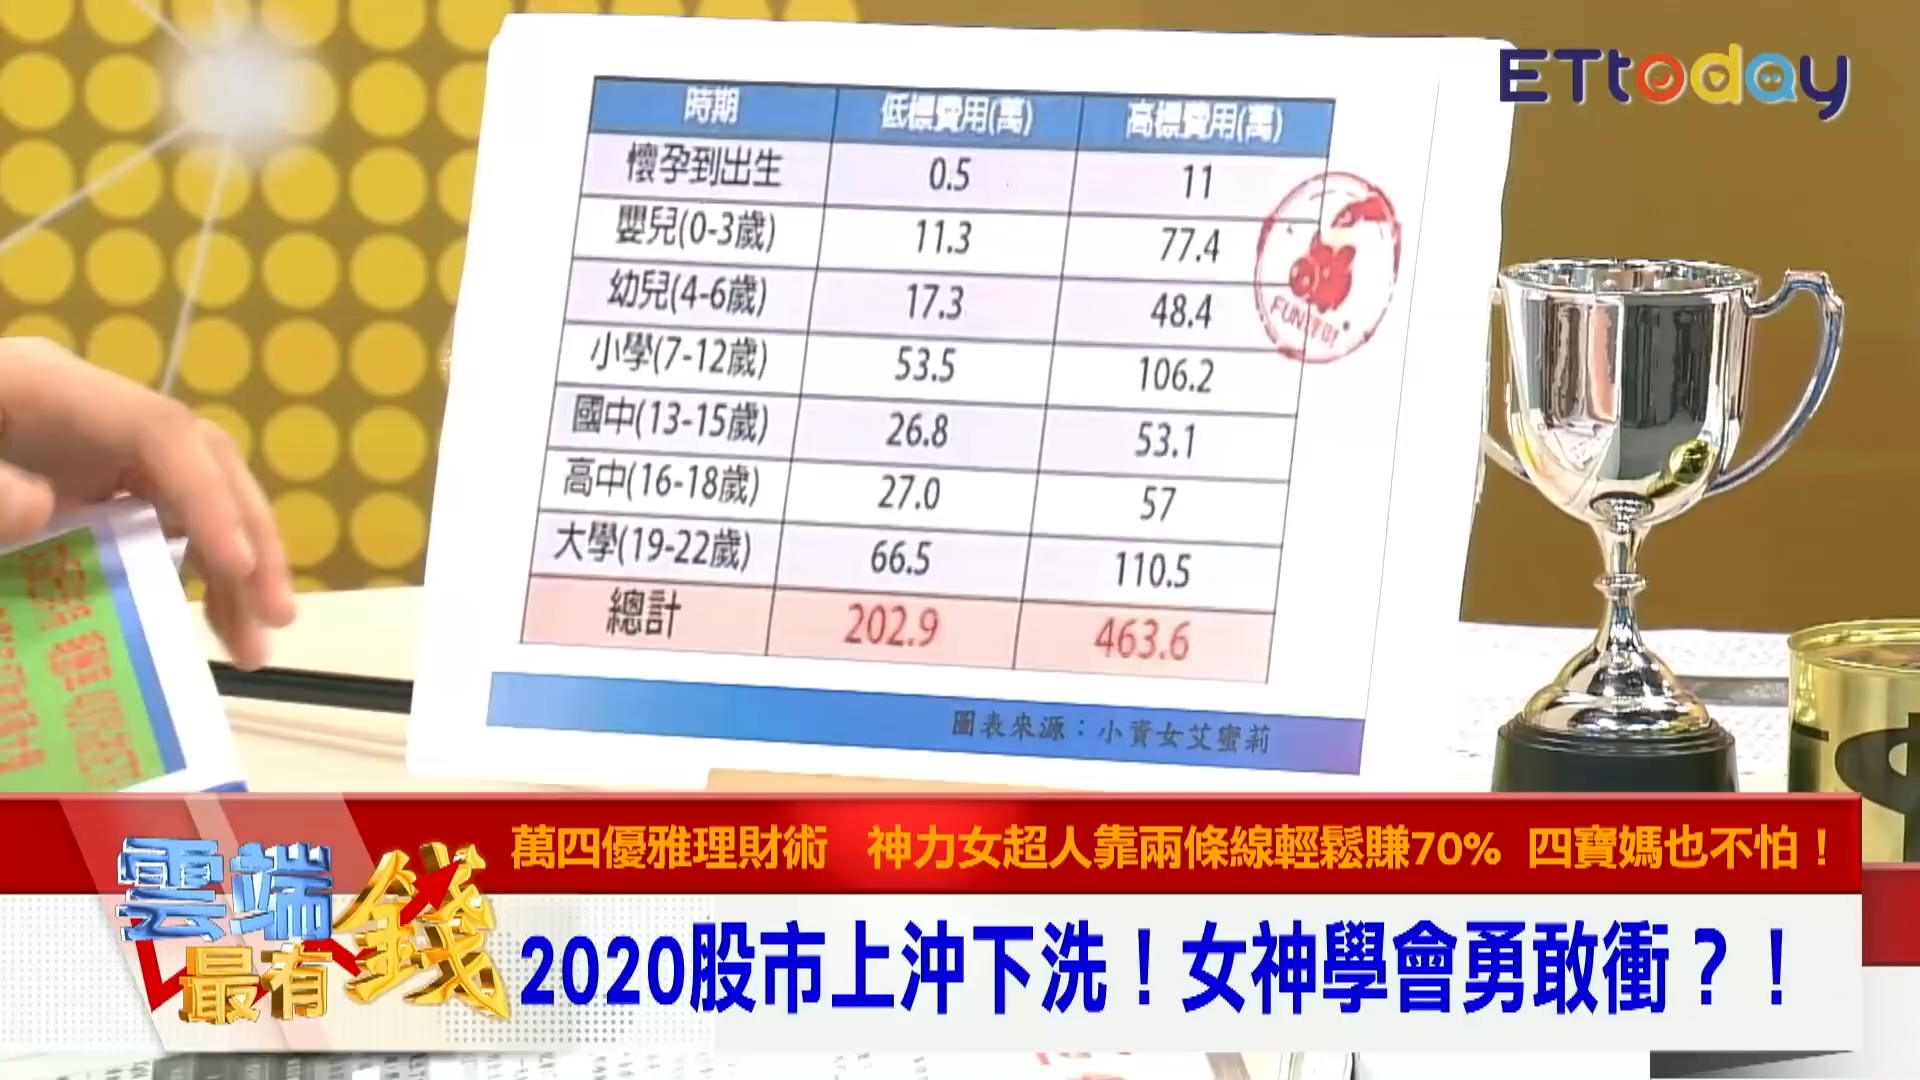 ETtoday
時期 低標費用(萬) 高標費用(萬)
懷孕到出生 0.5 11
嬰兒(0-3歲) 11.3 77.4
幼兒(4-6歲) 17.3 48.4
小學(7-12歲) 53.5 106.2
國中(13-15歲) 26.8 53.1
高中(16-18歲) 27.0 57
大學(19-22歲) 66.5 110.5
總計 202.9 463.6
圖表來源：小資女艾蜜莉
萬四優雅理財術 神力女超人靠兩條線輕鬆賺70% 四寶媽也不怕！
雲端最有錢
2020股市上沖下洗！女神學會勇敢衝？！